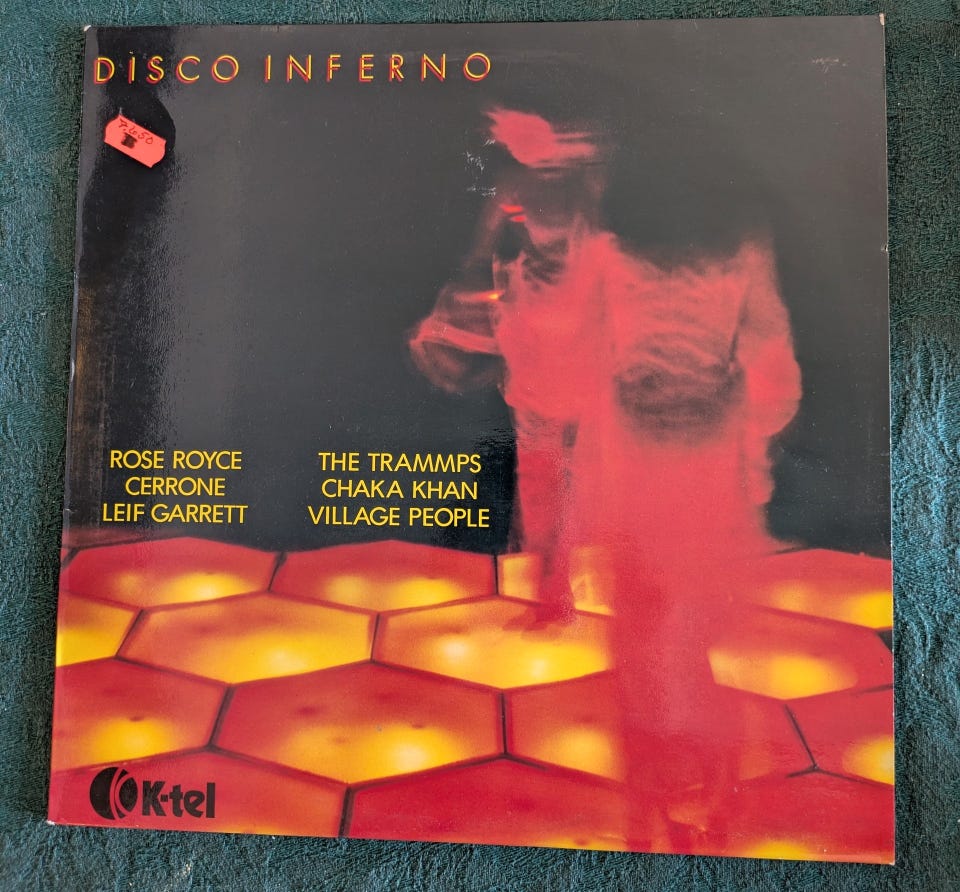 DISCO INFERNO
ROSE ROYCE
CERRONE
LEIF GARRETT
THE TRAMMPS
CHAKA KHAN
VILLAGE PEOPLE
K-tel